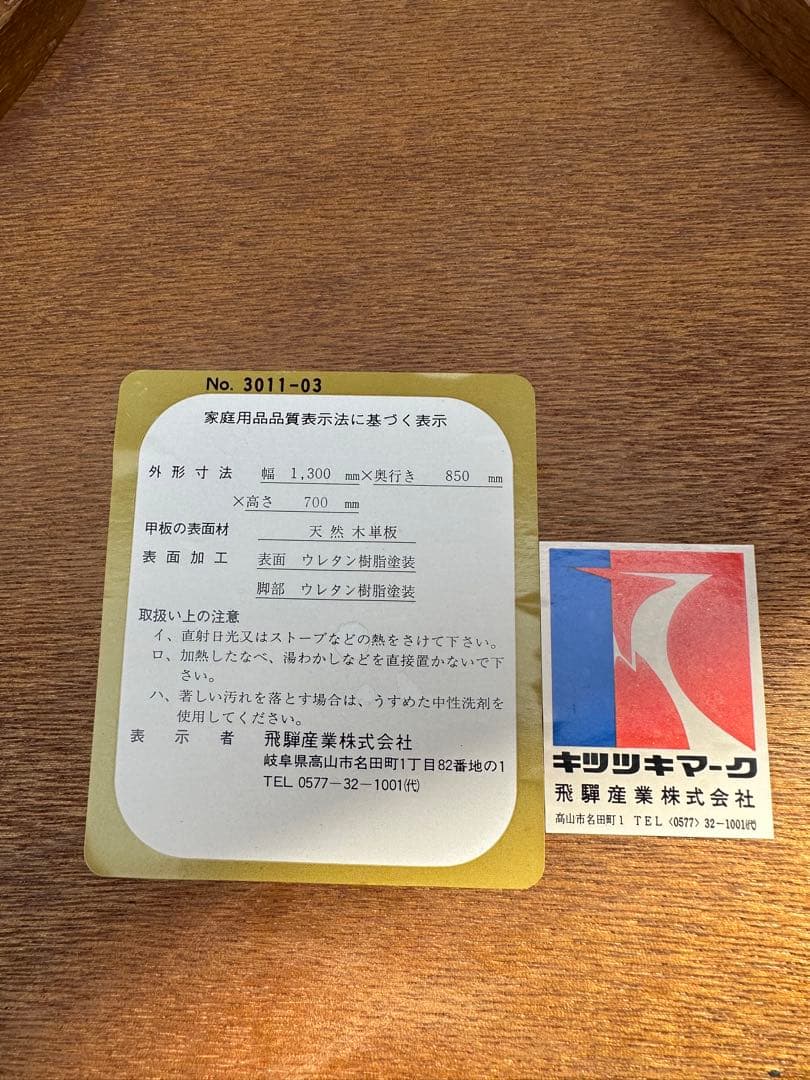 No. 3011-03
家庭用品品質表示法に基づく表示
外形寸法 幅 1,300 mm×奥行き 850 mm
×高さ 700 mm
甲板の表面材 天然木単板
表面加工 表面 ウレタン樹脂塗装
脚部 ウレタン樹脂塗装
取扱い上の注意
イ、直射日光又はストーブなどの熱をさけて下さい。
ロ、加熱したなべ、湯わかしなどを直接置かないで下
さい。
ハ、著しい汚れを落とす場合は、うすめた中性洗剤を
使用してください。
表示者 飛騨産業株式会社
岐阜県高山市名田町1丁目82番地の1
TEL 0577-32-1001㈹
キツツキマーク
飛騨産業株式会社
高山市名田町1 TEL〈0577〉32-1001㈹